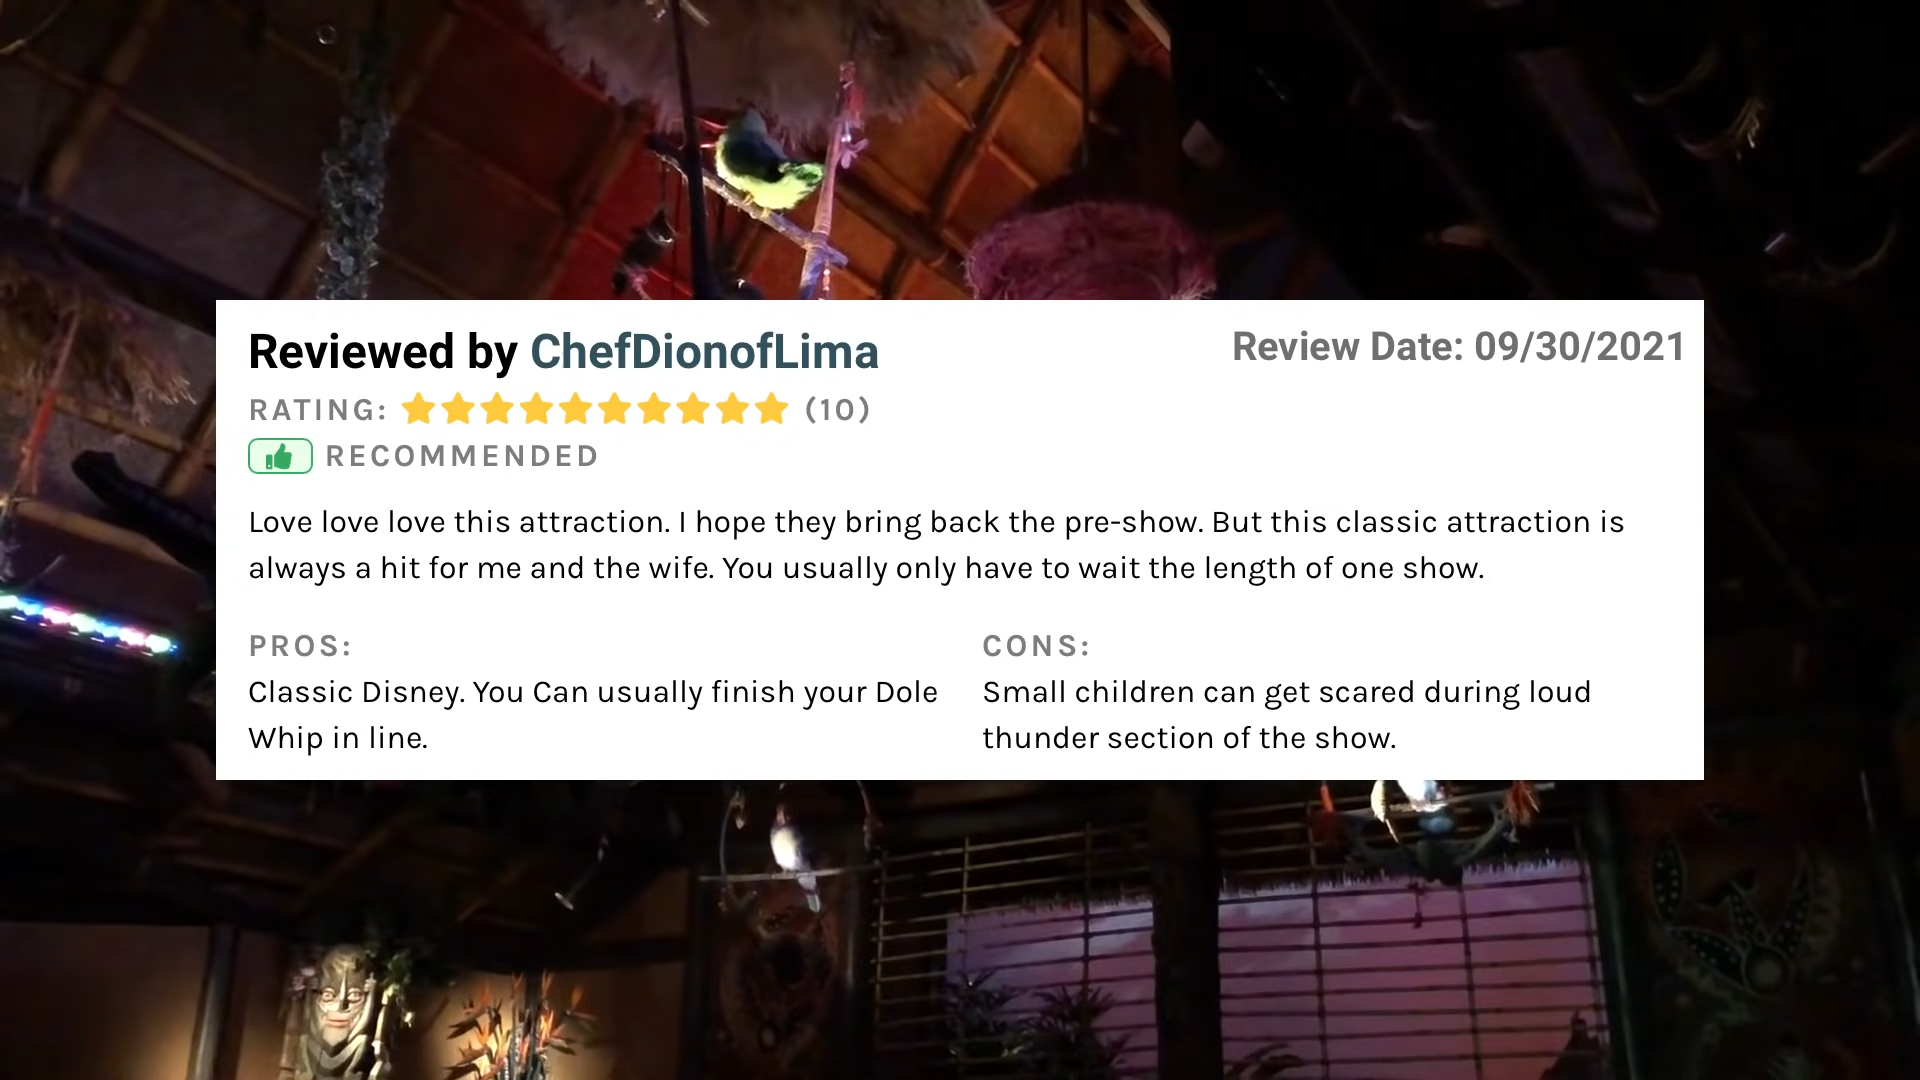 Reviewed by ChefDionofLima
Review Date: 09/30/2021
RATING: (10)
RECOMMENDED
Love love love this attraction. I hope they bring back the pre-show. But this classic attraction is
always a hit for me and the wife. You usually only have to wait the length of one show.
PROS:
Classic Disney. You Can usually finish your Dole
Whip in line.
CONS:
Small children can get scared during loud
thunder section of the show.